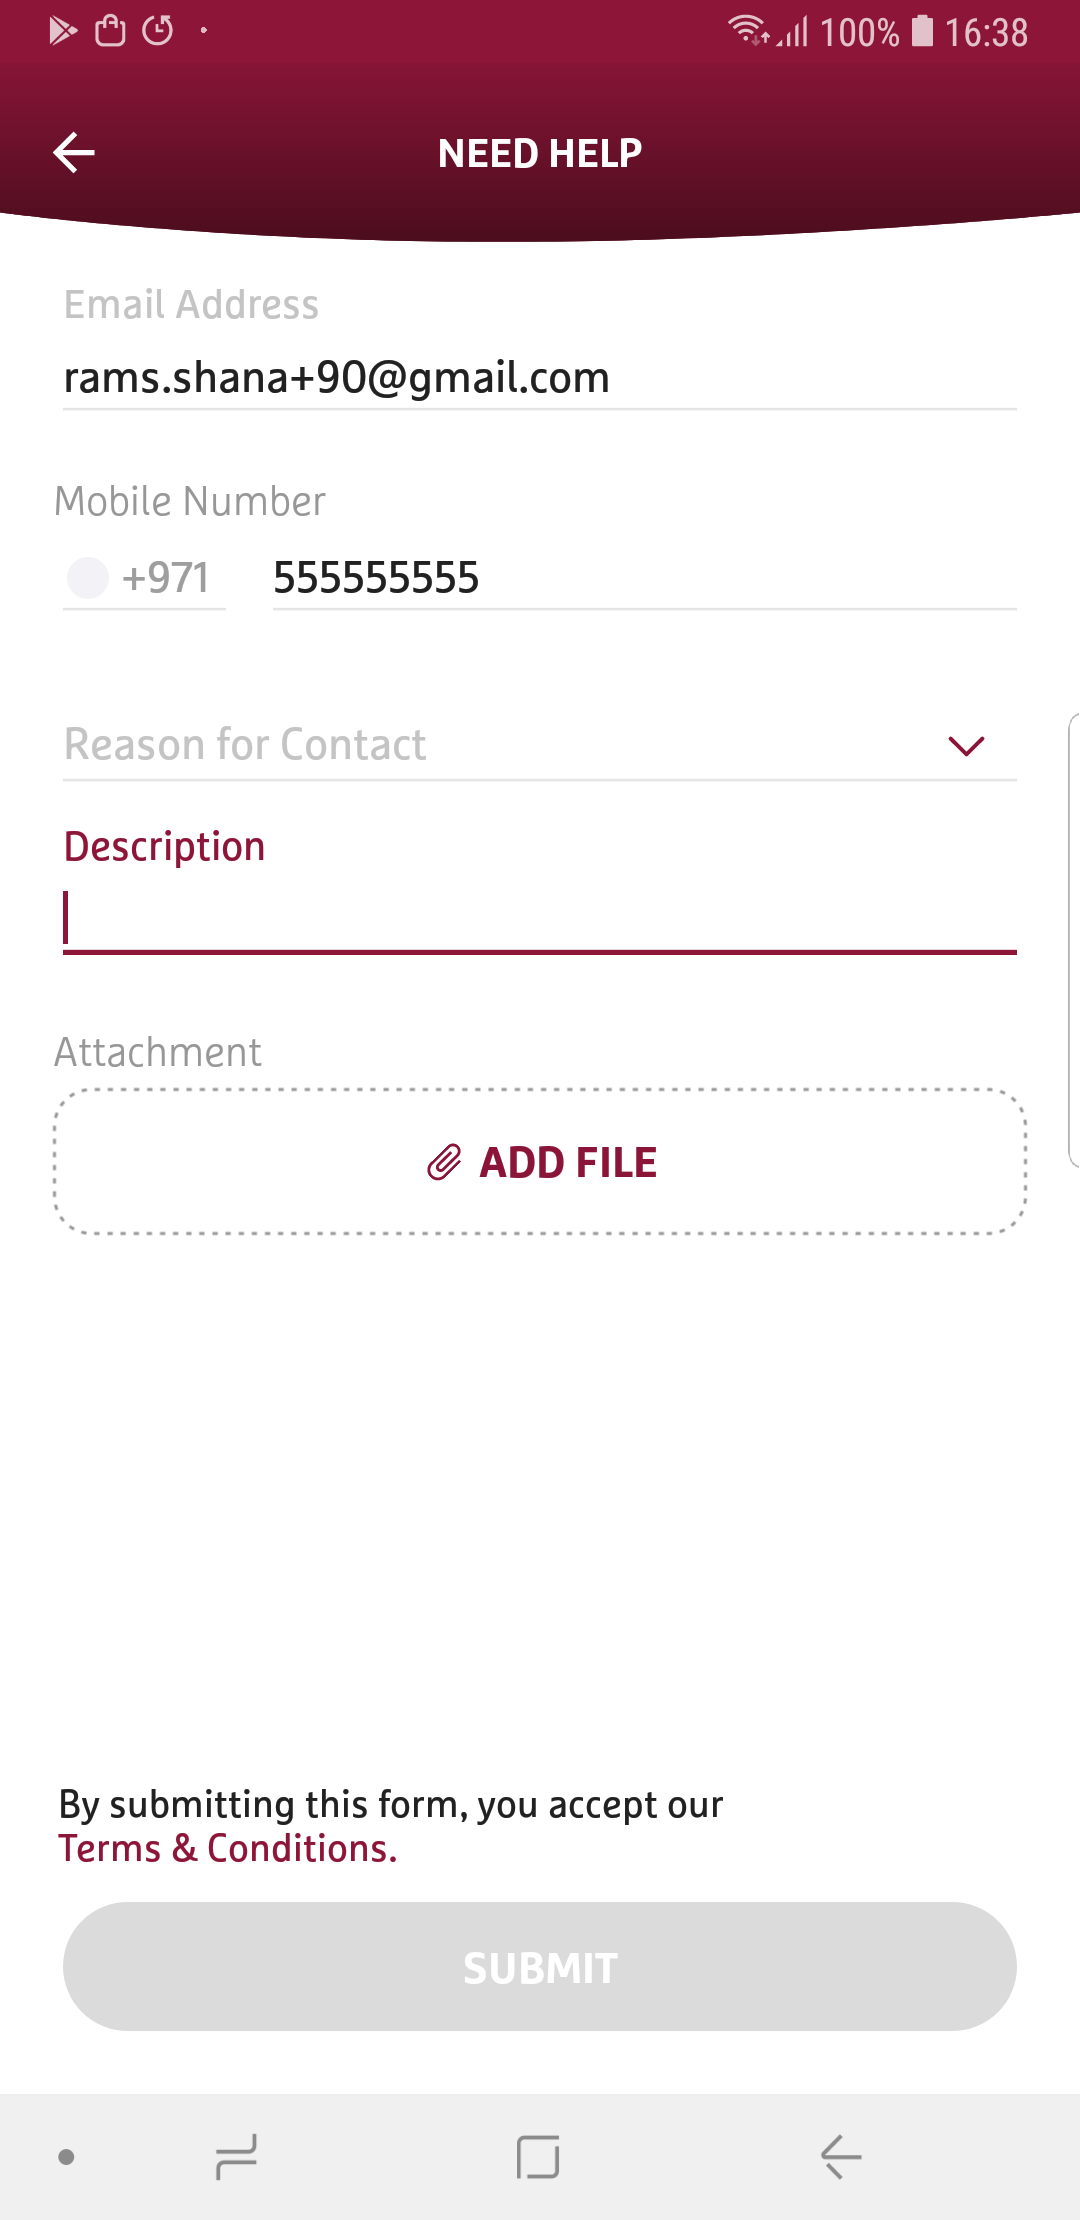 100% 16:38
NEED HELP
Email Address
rams.shana+90@gmail.com
Mobile Number
+971 555555555
Reason for Contact
Description
Attachment
ADD FILE
By submitting this form, you accept our
Terms & Conditions.
SUBMIT